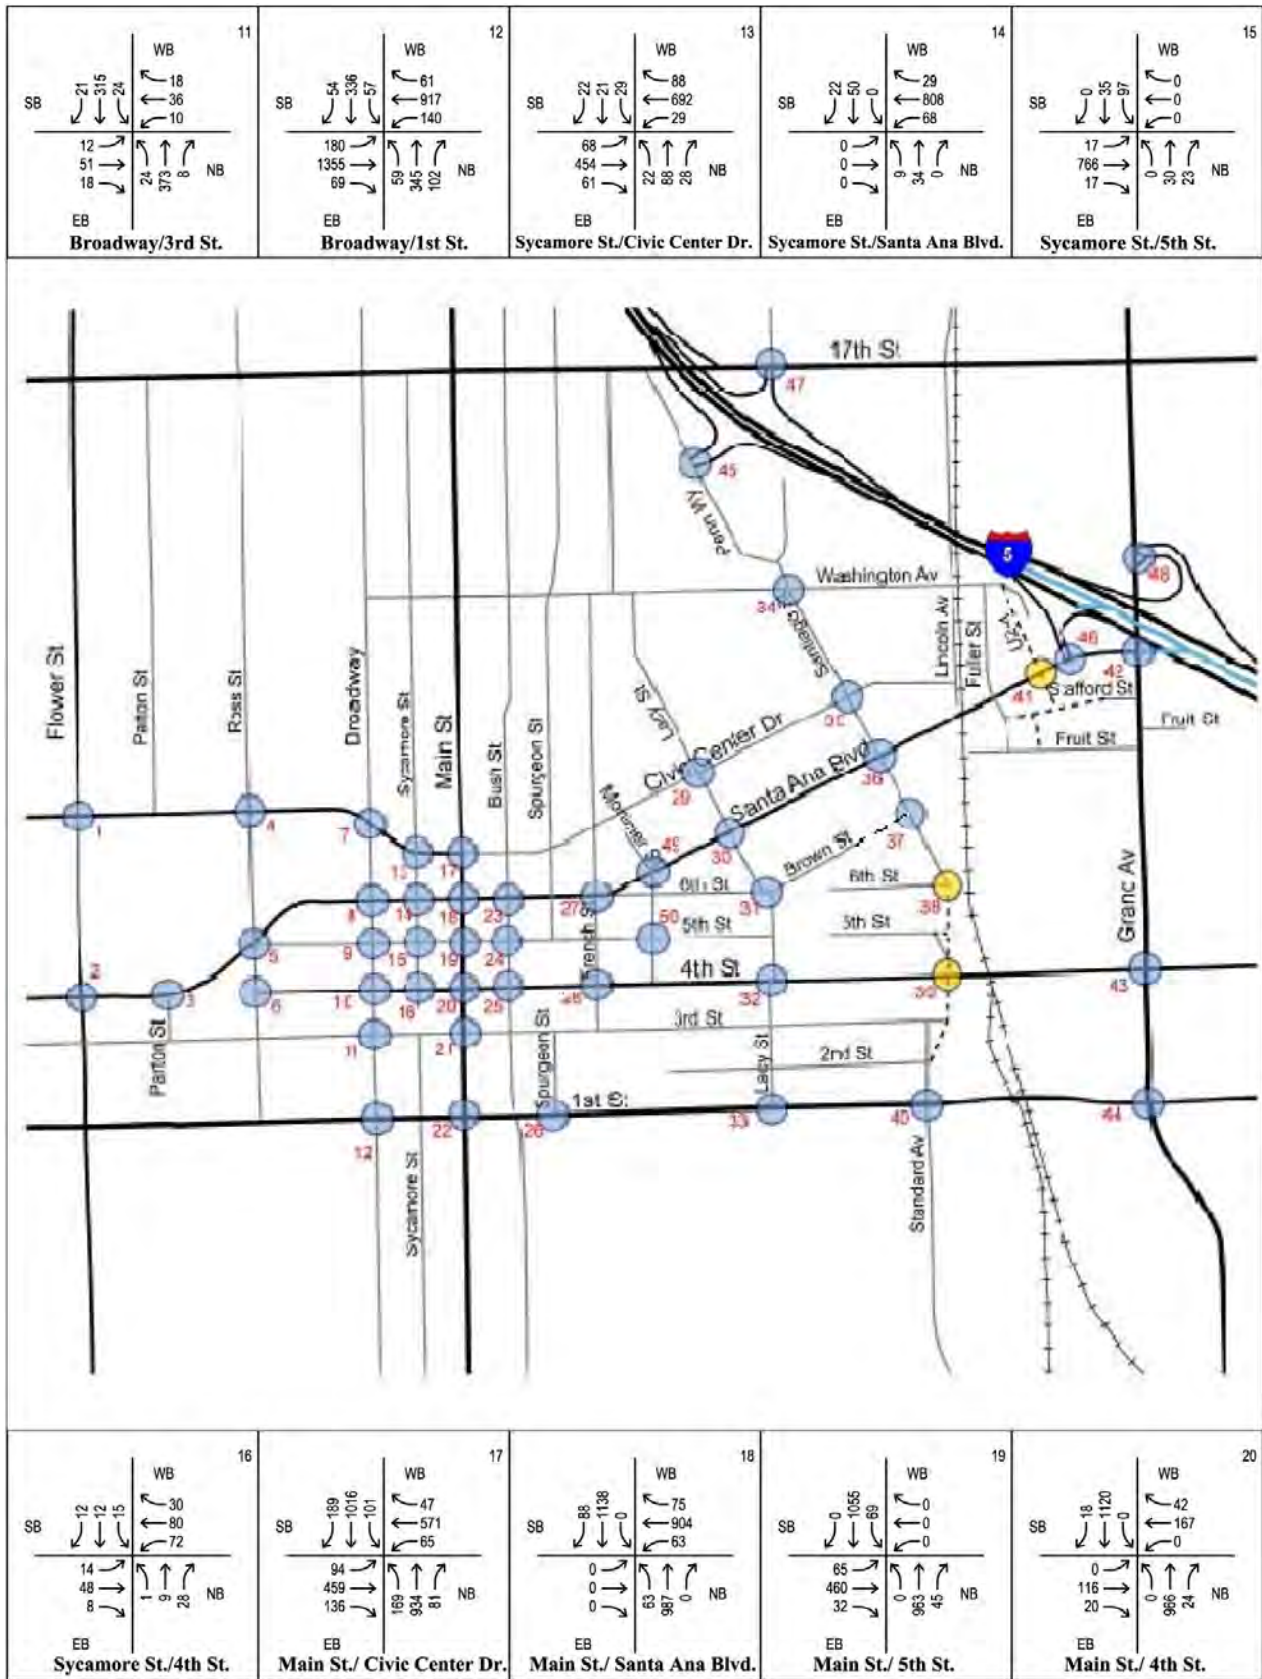 11
WB
SB
21 315 24
18
36
10
12
51
18
24 373 8
NB
EB
Broadway/3rd St.
12
WB
54 336 57
61
917
140
180
1355
69
59 345 102
NB
EB
Broadway/1st St.
13
WB
SB
22 21 29
88
692
29
68
454
61
22 88 28
NB
EB
Sycamore St./Civic Center Dr.
14
WB
SB
22 50 0
29
808
68
0
0
0
9 34 0
NB
EB
Sycamore St./Santa Ana Blvd.
15
WB
SB
0 35 97
0
0
0
17
766
17
0 30 23
NB
EB
Sycamore St./5th St.
17th St
47
45
Penn Wy
5
48
Washington Av
34
Santiago
Lincoln Av
Fuller St
46
42
41
Stafford St
Fruit St
Fruit St
Flower St
Ross St
Sycamore St
Main St
Bush St
Spurgeon St
Lacy St
Civic Center Dr
29
Santa Ana Blvd
36
1
4
7
13
17
49
30
Brown St
37
6th St
38
8
14
18
23
27
6th St
31
50
5th St
5th St
5
9
15
19
24
French St
4th St
2
3
6
10
16
20
25
28
32
39
43
Grand Av
3rd St
11
21
2nd St
Parton St
Spurgeon St
Lacy St
1st St
12
22
26
33
40
44
Sycamore St
Standard Av
16
WB
SB
12 12 15
30
80
72
14
48
8
1 9 28
NB
EB
Sycamore St./4th St.
17
WB
189 1016 101
47
571
65
94
459
136
169 934 81
NB
EB
Main St./ Civic Center Dr.
18
WB
SB
88 1138 0
75
904
63
0
0
0
63 987 0
NB
EB
Main St./ Santa Ana Blvd.
19
WB
SB
0 1055 69
0
0
0
65
460
32
0 963 45
NB
EB
Main St./ 5th St.
20
WB
SB
18 1120 0
42
167
0
0
116
20
0 966 24
NB
EB
Main St./ 4th St.